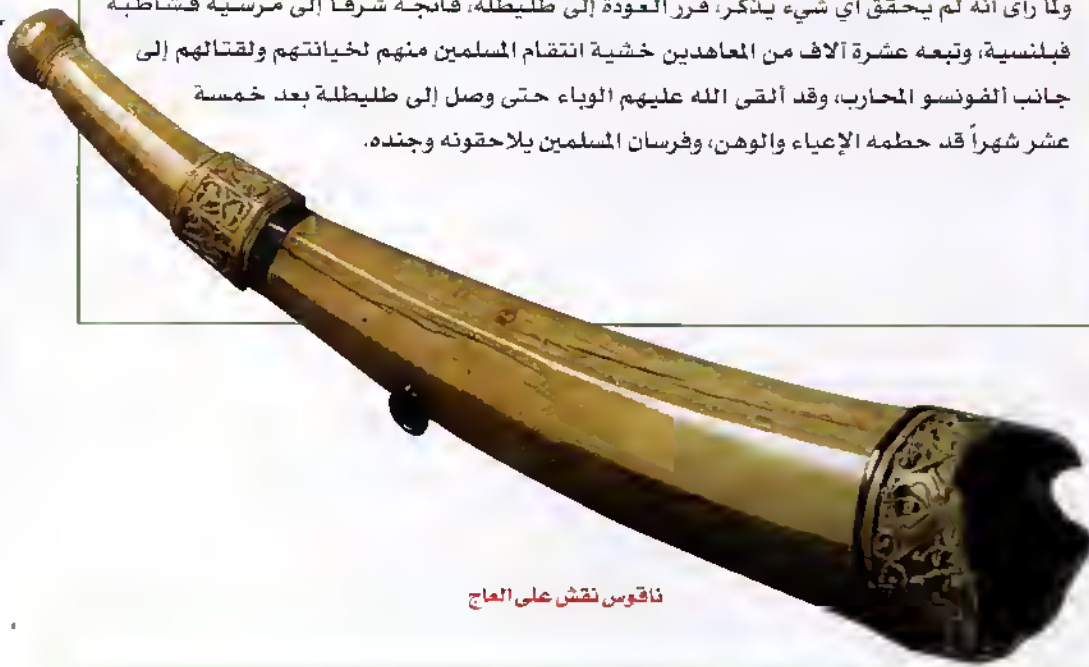 ولما رأى أنه لم يحقق أي شيء يذكر، قرر العودة إلى طليطلة، فاتجه شرقاً إلى مرسية فشاطبة
فبلنسية، وتبعه عشرة آلاف من المعاهدين خشية انتقام المسلمين منهم لخيانتهم ولقتالهم إلى
جانب ألفونسو المحارب، وقد ألقى الله عليهم الوباء حتى وصل إلى طليطلة بعد خمسة
عشر شهراً قد حطمه الإعياء والوهن، وفرسان المسلمين يلاحقونه وجنده.
ناقوس نقش على العاج